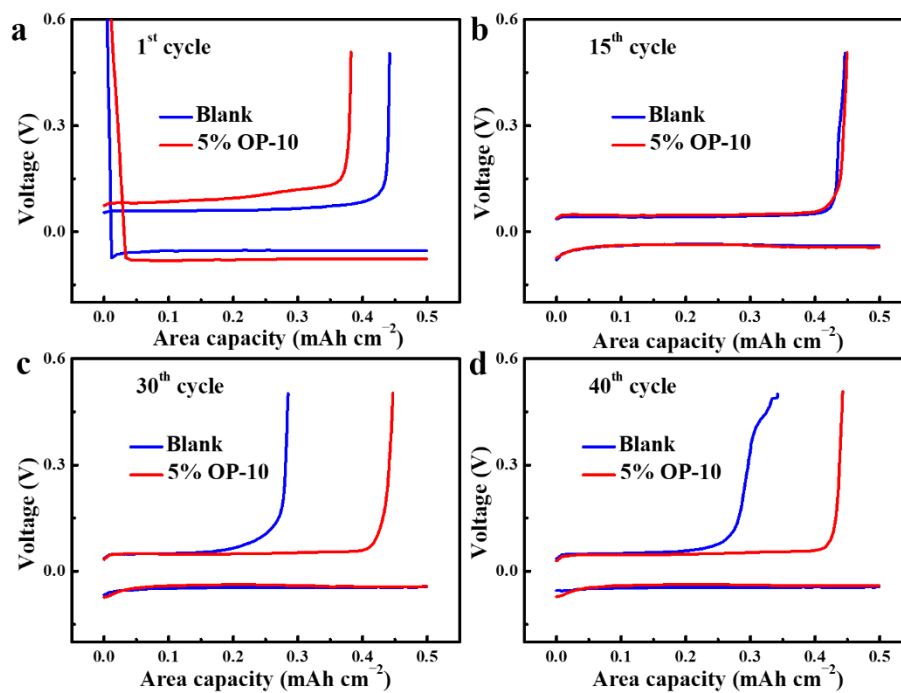 a
1st cycle
Blank
5% OP-10
Voltage (V)
0.6
0.3
0.0
0.0 0.1 0.2 0.3 0.4 0.5
Area capacity (mAh cm−2)
b
15th cycle
Blank
5% OP-10
Voltage (V)
0.6
0.3
0.0
0.0 0.1 0.2 0.3 0.4 0.5
Area capacity (mAh cm−2)
c
30th cycle
Blank
5% OP-10
Voltage (V)
0.6
0.3
0.0
0.0 0.1 0.2 0.3 0.4 0.5
Area capacity (mAh cm−2)
d
40th cycle
Blank
5% OP-10
Voltage (V)
0.6
0.3
0.0
0.0 0.1 0.2 0.3 0.4 0.5
Area capacity (mAh cm−2)